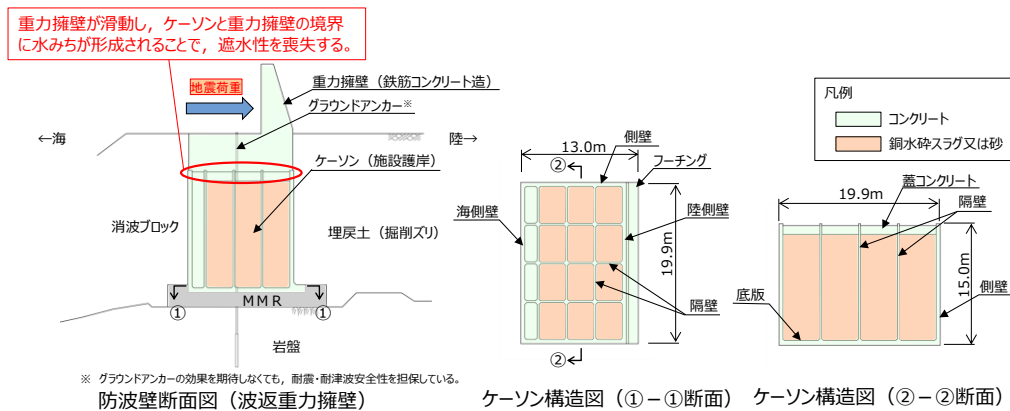 重力擁壁が滑動し，ケーソンと重力擁壁の境界
に水みちが形成されることで，遮水性を喪失する。
地震荷重
重力擁壁（鉄筋コンクリート造）
グラウンドアンカー※
←海
陸→
ケーソン（施設護岸）
消波ブロック
埋戻土（掘削ズリ）
MMR
①
①
岩盤
※ グラウンドアンカーの効果を期待しなくても，耐震・耐津波安全性を担保している。
防波壁断面図（波返重力擁壁）
13.0m
②
側壁
フーチング
海側壁
陸側壁
19.9m
隔壁
②
ケーソン構造図（①－①断面）
凡例
コンクリート
銅水砕スラグ又は砂
蓋コンクリート
19.9m
隔壁
底版
15.0m
側壁
ケーソン構造図（②－②断面）